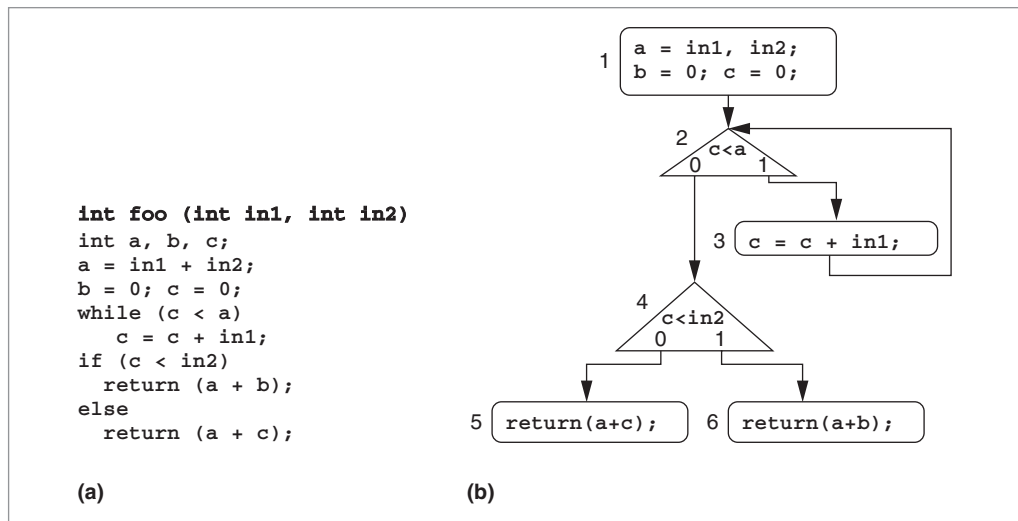 int foo (int in1, int in2)
int a, b, c;
a = in1 + in2;
b = 0; c = 0;
while (c < a)
c = c + in1;
if (c < in2)
return (a + b);
else
return (a + c);
(a)
1
a = in1, in2;
b = 0; c = 0;
2
c<a
0 1
3
c = c + in1;
4
c<in2
0 1
5
return(a+c);
6
return(a+b);
(b)